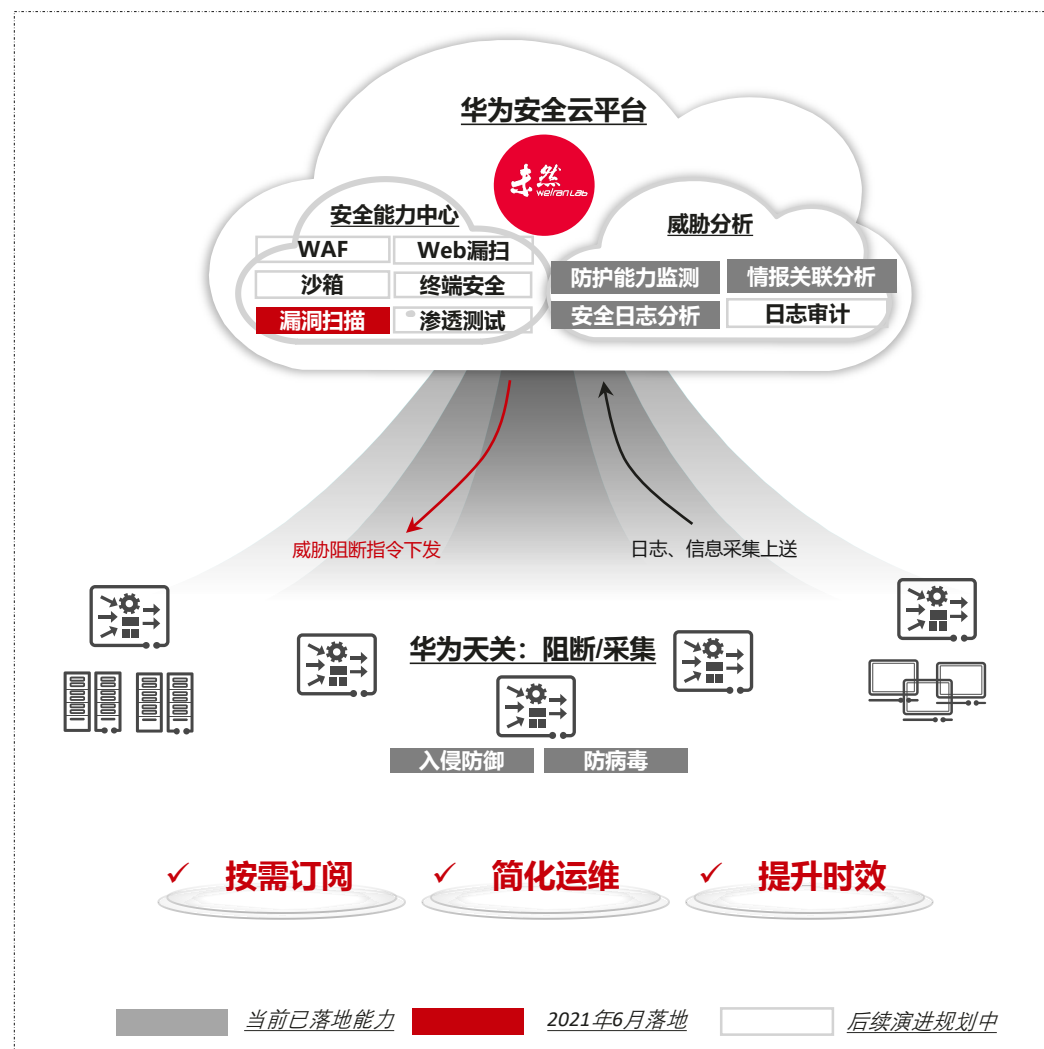 华为安全云平台
未然
weiranLab
安全能力中心
WAF
Web漏扫
沙箱
终端安全
漏洞扫描
渗透测试
威胁分析
防护能力监测
情报关联分析
安全日志分析
日志审计
威胁阻断指令下发
日志、信息采集上送
华为天关：阻断/采集
入侵防御
防病毒
✓ 按需订阅
✓ 简化运维
✓ 提升时效
当前已落地能力
2021年6月落地
后续演进规划中